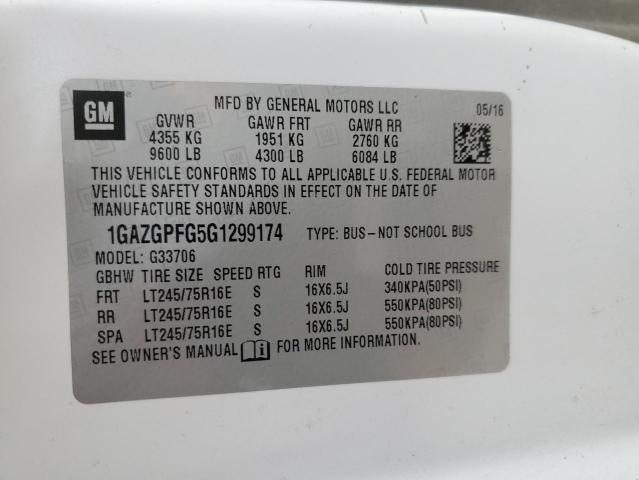 GM
MFD BY GENERAL MOTORS LLC 05/16
GVWR GAWR FRT GAWR RR
4355 KG 1951 KG 2760 KG
9600 LB 4300 LB 6084 LB
THIS VEHICLE CONFORMS TO ALL APPLICABLE U.S. FEDERAL MOTOR
VEHICLE SAFETY STANDARDS IN EFFECT ON THE DATE OF
MANUFACTURE SHOWN ABOVE.
1GAZGPFG5G1299174 TYPE: BUS–NOT SCHOOL BUS
MODEL: G33706
GBHW TIRE SIZE SPEED RTG RIM COLD TIRE PRESSURE
FRT LT245/75R16E S 16X6.5J 340KPA(50PSI)
RR LT245/75R16E S 16X6.5J 550KPA(80PSI)
SPA LT245/75R16E S 16X6.5J 550KPA(80PSI)
SEE OWNER'S MANUAL FOR MORE INFORMATION.